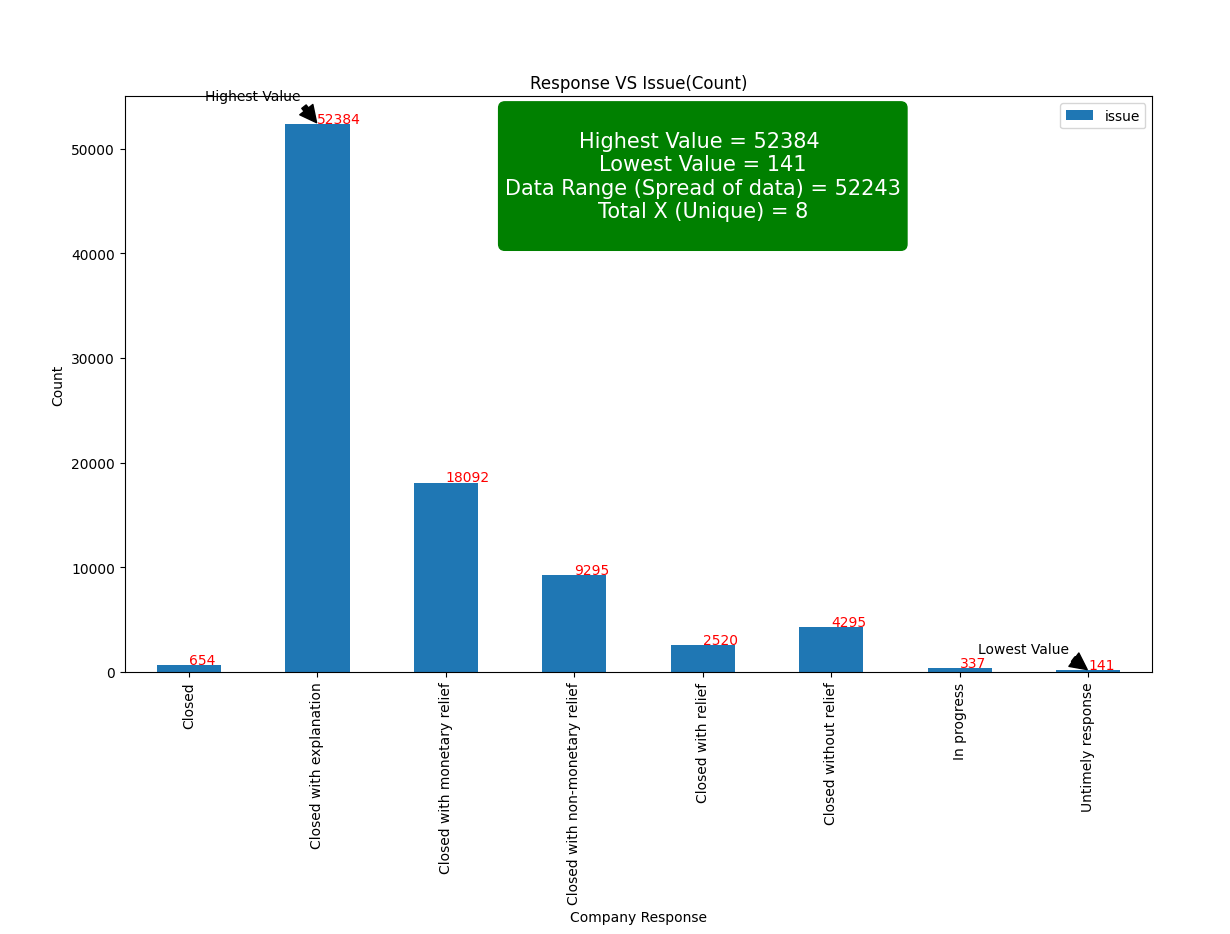 Response VS Issue(Count)
Highest Value
52384
issue
Highest Value = 52384
Lowest Value = 141
Data Range (Spread of data) = 52243
Total X (Unique) = 8
50000
40000
30000
20000
10000
0
Count
654
18092
9295
2520
4295
337
Lowest Value
141
Closed
Closed with explanation
Closed with monetary relief
Closed with non-monetary relief
Closed with relief
Closed without relief
In progress
Untimely response
Company Response